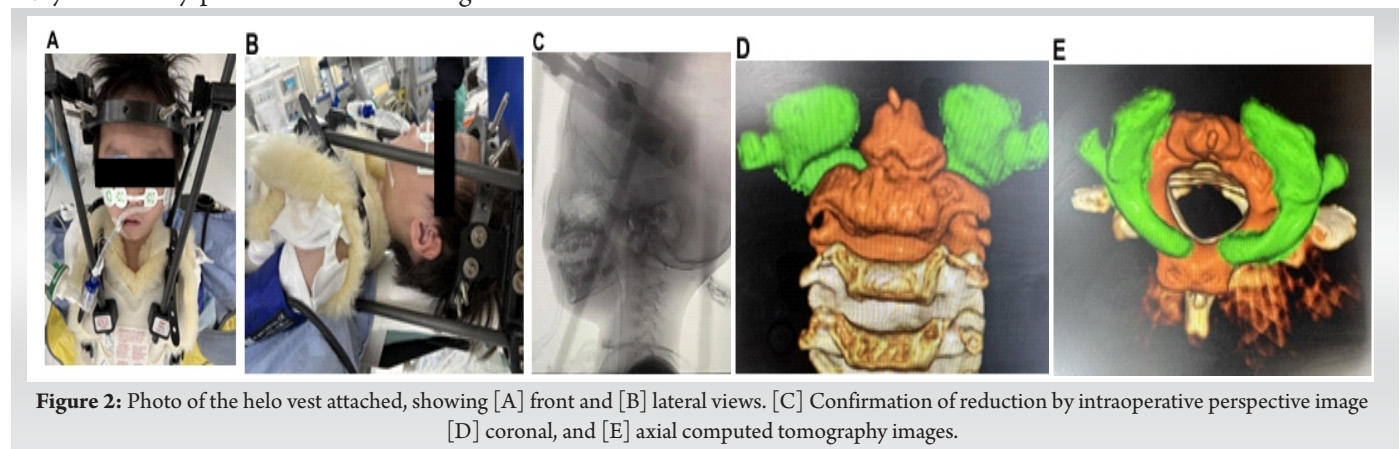 A
B
C
D
E
Figure 2: Photo of the helo vest attached, showing [A] front and [B] lateral views. [C] Confirmation of reduction by intraoperative perspective image
[D] coronal, and [E] axial computed tomography images.